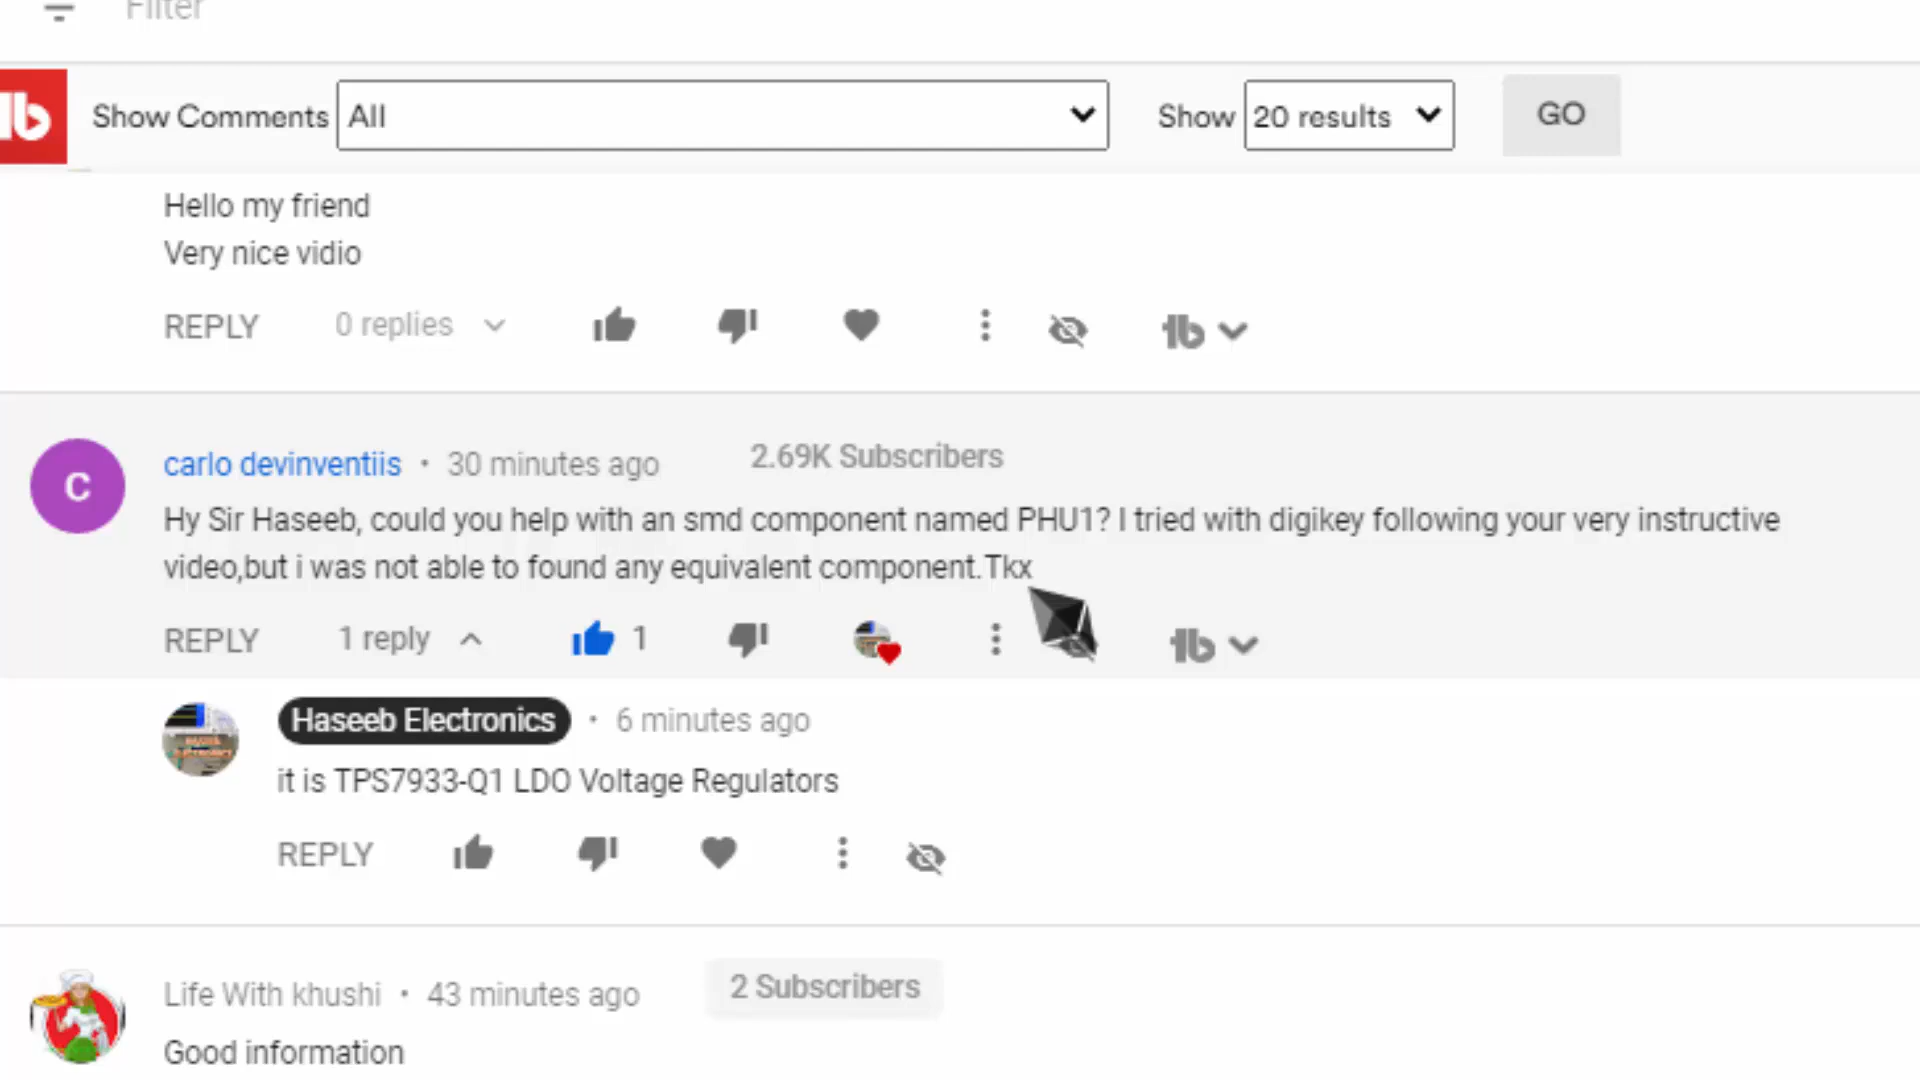 Filter
Show Comments All Show 20 results GO
Hello my friend
Very nice vidio
REPLY 0 replies
carlo devinventiis • 30 minutes ago 2.69K Subscribers
C
Hy Sir Haseeb, could you help with an smd component named PHU1? I tried with digikey following your very instructive
video,but i was not able to found any equivalent component.Tkx
REPLY 1 reply 1
Haseeb Electronics • 6 minutes ago
it is TPS7933-Q1 LDO Voltage Regulators
REPLY
Life With khushi • 43 minutes ago 2 Subscribers
Good information